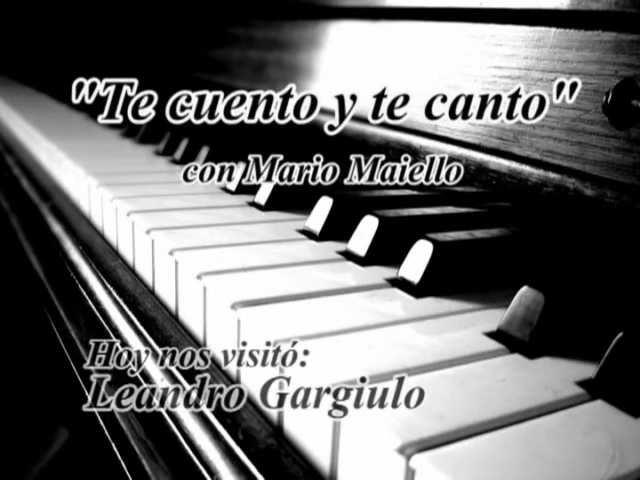 "Te cuento y te canto"
con Mario Maiello
Hoy nos visitó:
Leandro Gargiulo